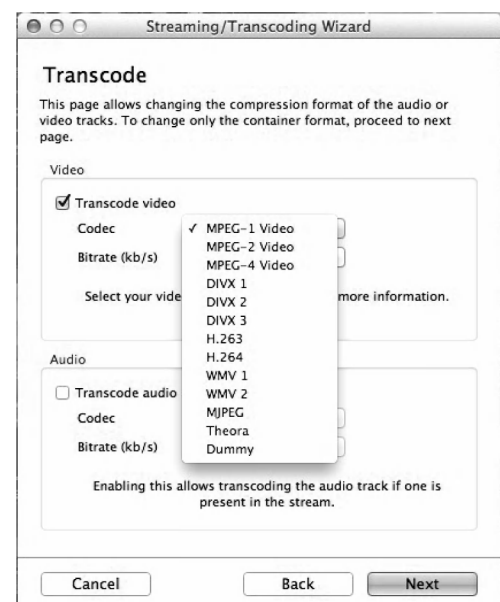 Streaming/Transcoding Wizard
Transcode
This page allows changing the compression format of the audio or
video tracks. To change only the container format, proceed to next
page.
Video
Transcode video
Codec
✓ MPEG-1 Video
MPEG-2 Video
Bitrate (kb/s)
MPEG-4 Video
DIVX 1
Select your vide
more information.
DIVX 2
DIVX 3
H.263
H.264
Audio
WMV 1
Transcode audio
WMV 2
Codec
MJPEG
Theora
Bitrate (kb/s)
Dummy
Enabling this allows transcoding the audio track if one is
present in the stream.
Cancel
Back
Next